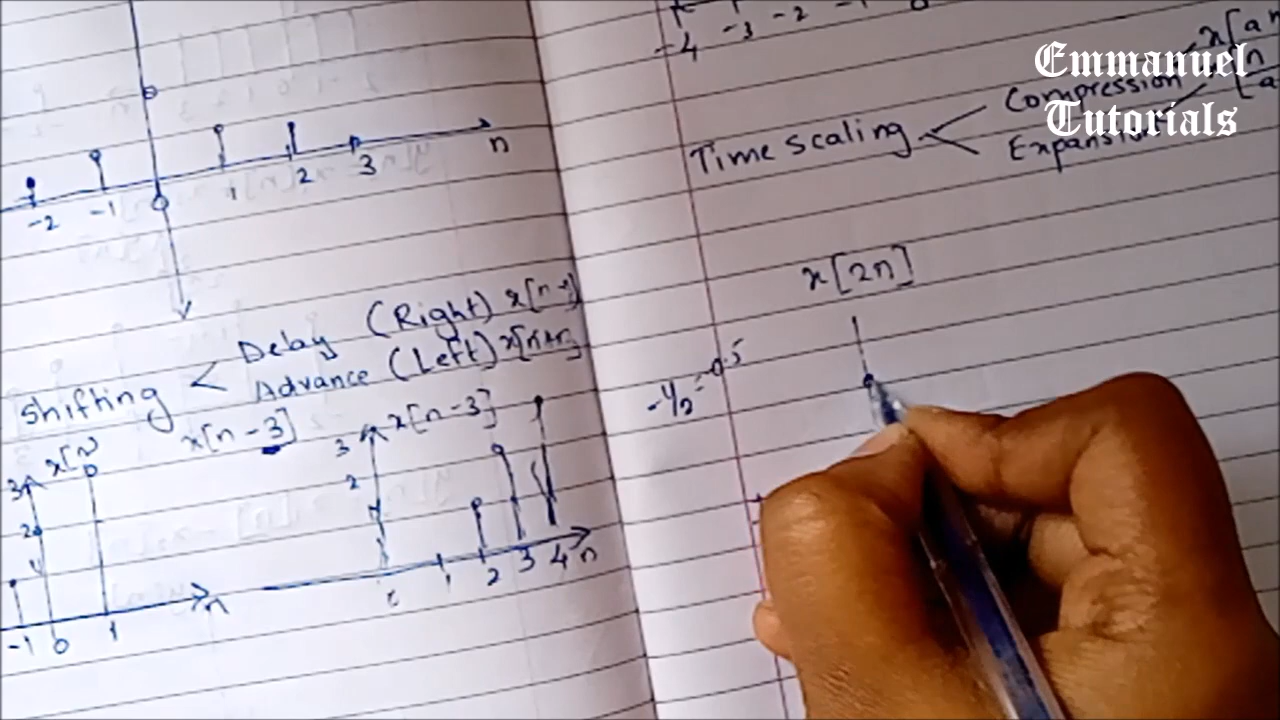 n
-2 -1 0 1 2 3
Shifting < Delay (Right)
Advance (Left)
x[n-3]
x[n-3]
3
2
3
2
-1 0 1
n
1 2 3 4 n
-4 -3 -2 -1 0
Emmanuel
Tutorials
Time scaling < Compression
Expansion
x[2n]
-1/2 = -0.5